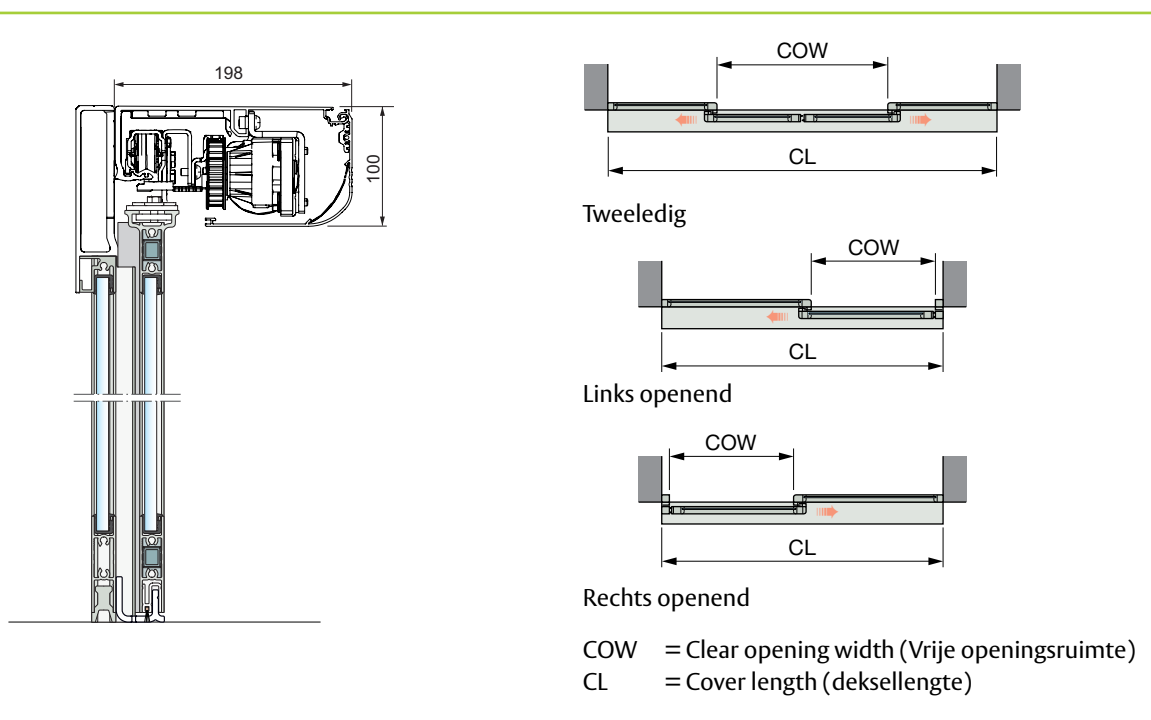 198
100
COW
CL
Tweeledig
COW
CL
Links openend
COW
CL
Rechts openend
COW = Clear opening width (Vrije openingsruimte)
CL = Cover length (deksellengte)